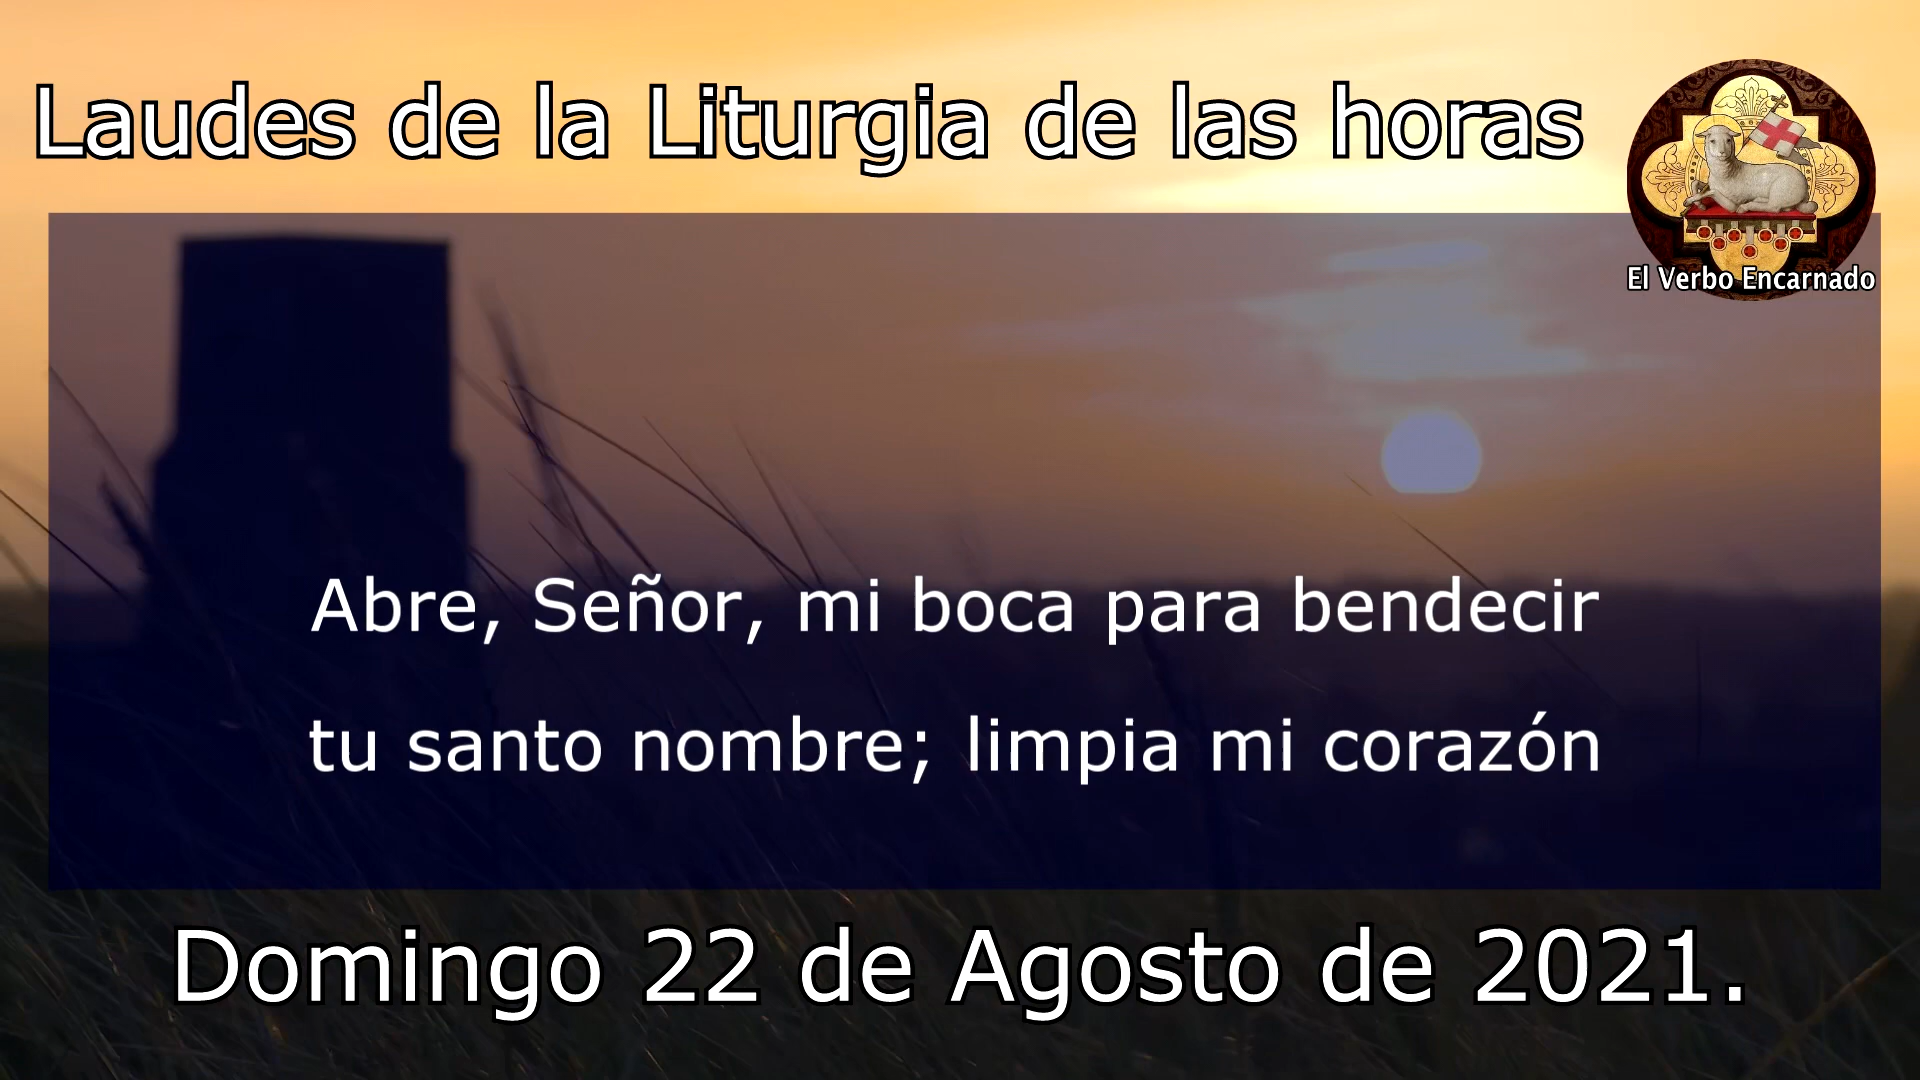 Laudes de la Liturgia de las horas
El Verbo Encarnado
Abre, Señor, mi boca para bendecir
tu santo nombre; limpia mi corazón
Domingo 22 de Agosto de 2021.